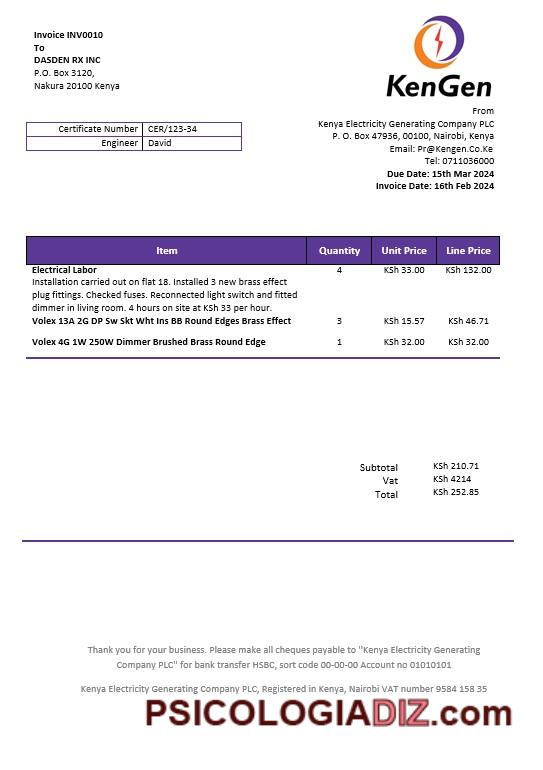 Invoice INV0010
To
DASDEN RX INC
P.O. Box 3120,
Nakura 20100 Kenya
KenGen
From
Kenya Electricity Generating Company PLC
P. O. Box 47936, 00100, Nairobi, Kenya
Email: Pr@Kengen.Co.Ke
Tel: 0711036000
Due Date: 15th Mar 2024
Invoice Date: 16th Feb 2024
Certificate Number CER/123-34
Engineer David
Item Quantity Unit Price Line Price
Electrical Labor 4 KSh 33.00 KSh 132.00
Installation carried out on flat 18. Installed 3 new brass effect
plug fittings. Checked fuses. Reconnected light switch and fitted
dimmer in living room. 4 hours on site at KSh 33 per hour.
Volex 13A 2G DP Sw Skt Wht Ins BB Round Edges Brass Effect 3 KSh 15.57 KSh 46.71
Volex 4G 1W 250W Dimmer Brushed Brass Round Edge 1 KSh 32.00 KSh 32.00
Subtotal KSh 210.71
Vat KSh 4214
Total KSh 252.85
Thank you for your business. Please make all cheques payable to "Kenya Electricity Generating
Company PLC" for bank transfer HSBC, sort code 00-00-00 Account no 01010101
Kenya Electricity Generating Company PLC, Registered in Kenya, Nairobi VAT number 9584 158 35
PSICOLOGIADIZ.com